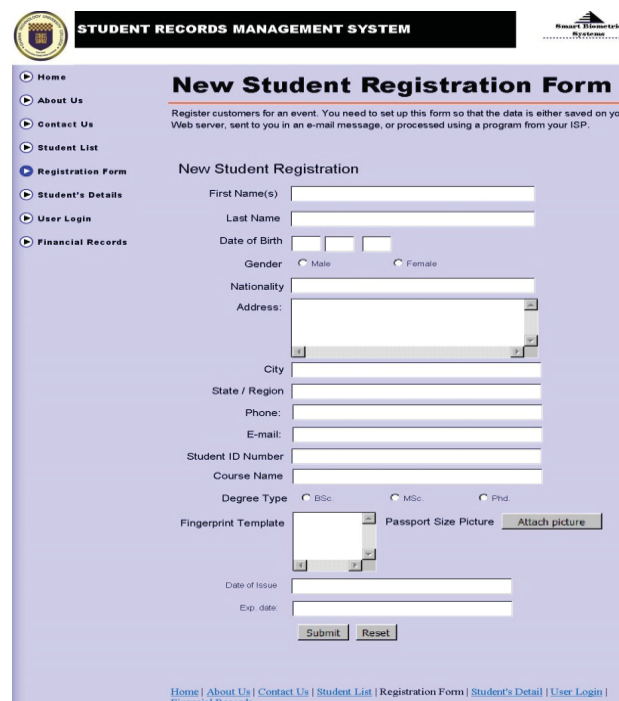 STUDENT RECORDS MANAGEMENT SYSTEM
Smart Biometric
Systems
Home
About Us
Contact Us
Student List
Registration Form
Student's Details
User Login
Financial Records
New Student Registration Form
Register customers for an event. You need to set up this form so that the data is either saved on
Web server, sent to you in an e-mail message, or processed using a program from your ISP.
New Student Registration
First Name(s)
Last Name
Date of Birth
Gender Male Female
Nationality
Address:
City
State / Region
Phone:
E-mail:
Student ID Number
Course Name
Degree Type BSc. MSc. Phd.
Fingerprint Template Passport Size Picture Attach picture
Date of Issue
Exp. date:
Submit Reset
Home | About Us | Contact Us | Student List | Registration Form | Student's Detail | User Login |